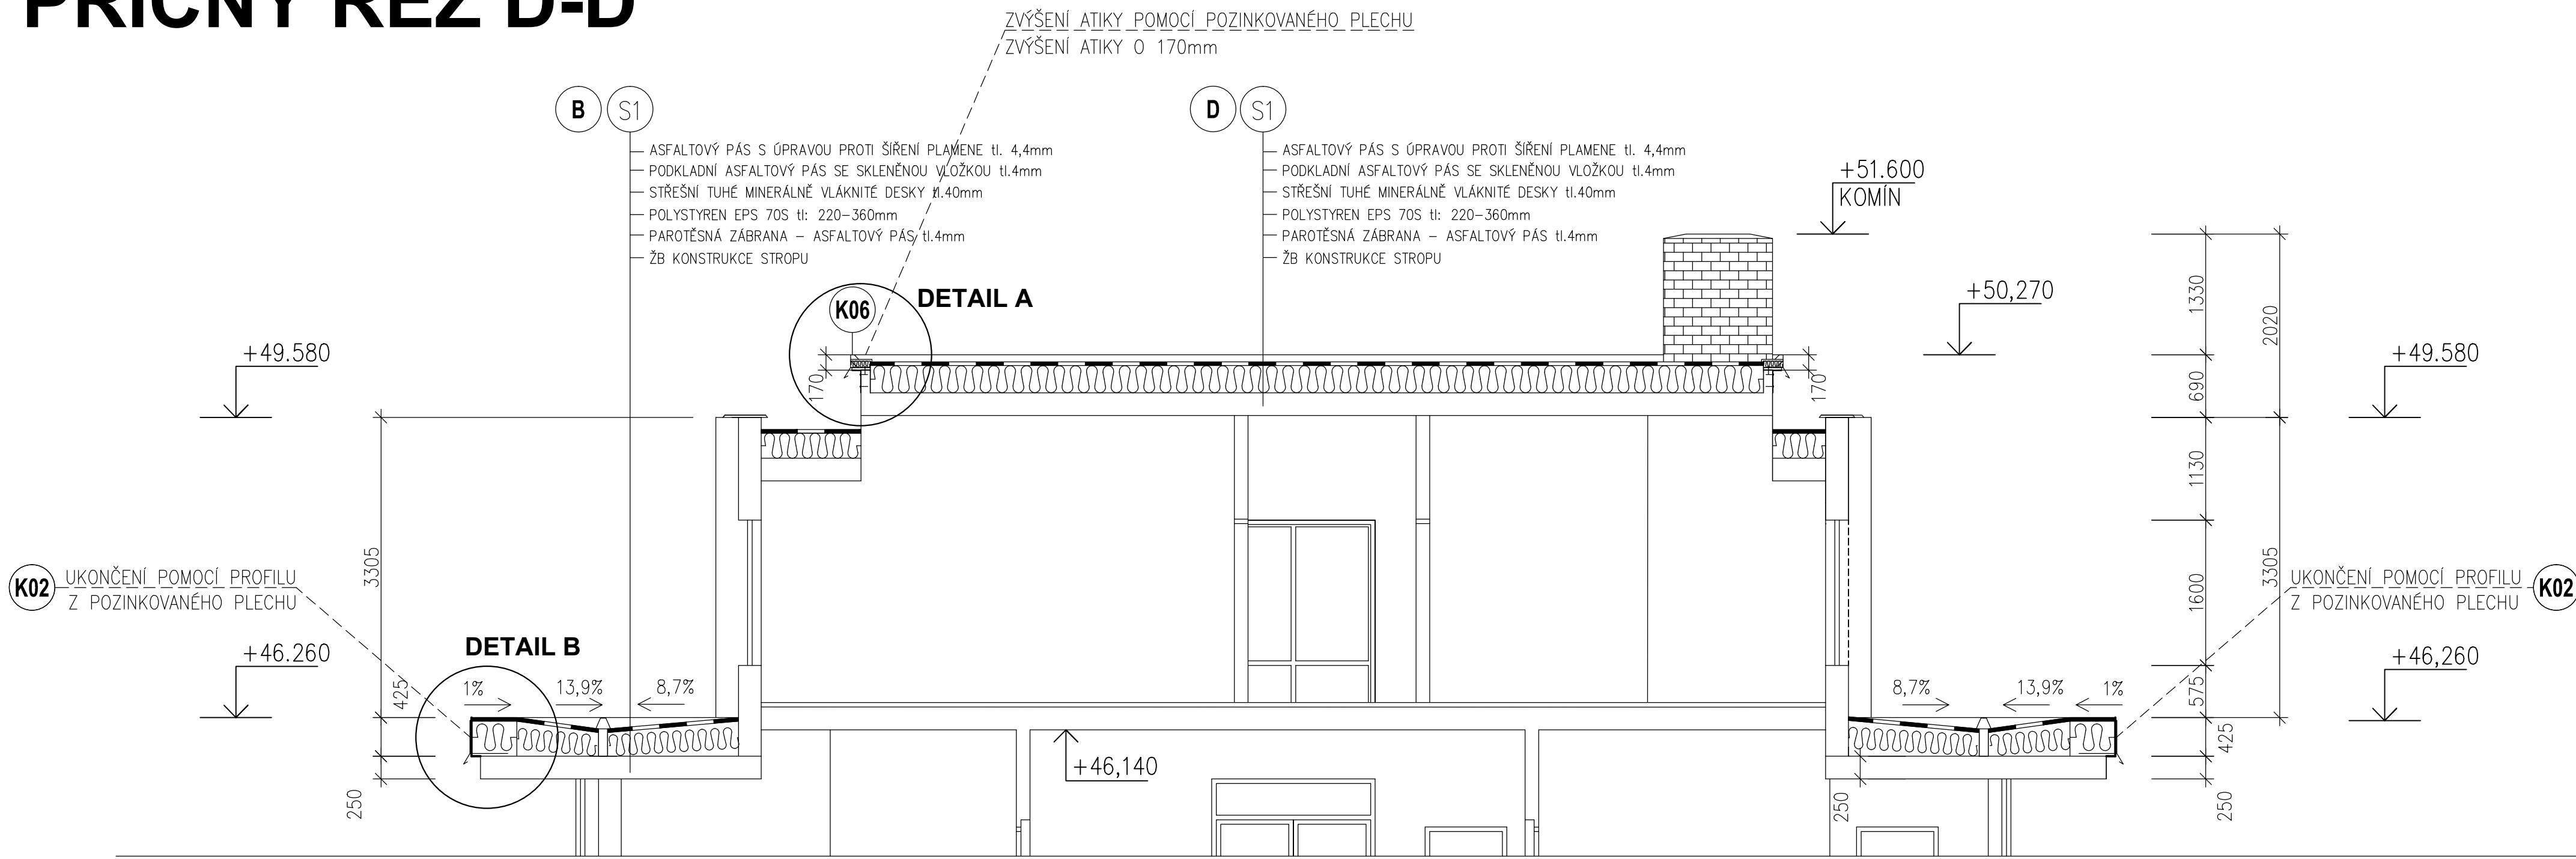 PŘÍČNÝ ŘEZ D-D
ZVÝŠENÍ ATIKY POMOCÍ POZINKOVANÉHO PLECHU
ZVÝŠENÍ ATIKY O 170mm
B S1
ASFALTOVÝ PÁS S ÚPRAVOU PROTI ŠÍŘENÍ PLAMENE tl. 4,4mm
PODKLADNÍ ASFALTOVÝ PÁS SE SKLENĚNOU VLOŽKOU tl.4mm
STŘEŠNÍ TUHÉ MINERÁLNĚ VLÁKNITÉ DESKY tl.40mm
POLYSTYREN EPS 70S tl: 220-360mm
PAROTĚSNÁ ZÁBRANA – ASFALTOVÝ PÁS tl.4mm
ŽB KONSTRUKCE STROPU
D S1
ASFALTOVÝ PÁS S ÚPRAVOU PROTI ŠÍŘENÍ PLAMENE tl. 4,4mm
PODKLADNÍ ASFALTOVÝ PÁS SE SKLENĚNOU VLOŽKOU tl.4mm
STŘEŠNÍ TUHÉ MINERÁLNĚ VLÁKNITÉ DESKY tl.40mm
POLYSTYREN EPS 70S tl: 220-360mm
PAROTĚSNÁ ZÁBRANA – ASFALTOVÝ PÁS tl.4mm
ŽB KONSTRUKCE STROPU
+51.600
KOMÍN
+50,270
K06
DETAIL A
170
170
+49.580
+49.580
1330
2020
690
1130
3305
1600
3305
575
425
250
K02
UKONČENÍ POMOCÍ PROFILU
Z POZINKOVANÉHO PLECHU
UKONČENÍ POMOCÍ PROFILU
Z POZINKOVANÉHO PLECHU
K02
+46.260
DETAIL B
1%
13,9%
8,7%
425
250
+46,140
8,7%
13,9%
1%
+46,260
250